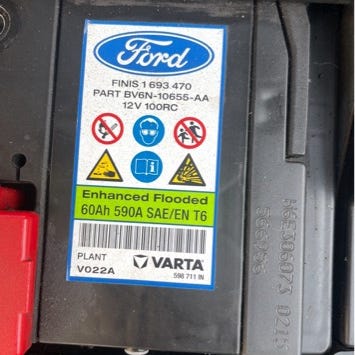 Ford
FINIS 1 693 470
PART BV6N-10655-AA
12V 100RC
i
Enhanced Flooded
60Ah 590A SAE/EN T6
PLANT
V022A
VARTA
598 711 IN